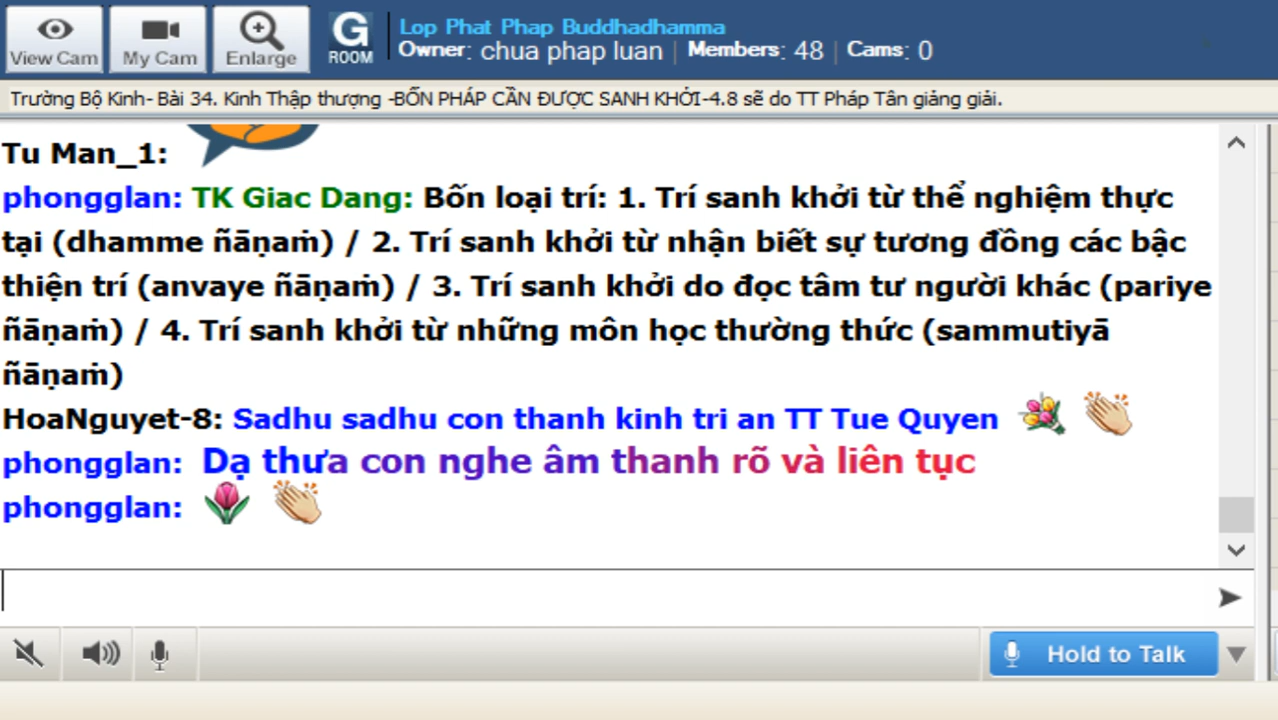 View Cam
My Cam
Enlarge
G
ROOM
Lop Phat Phap Buddhadhamma
Owner: chua phap luan | Members: 48 | Cams: 0
Trường Bộ Kinh- Bài 34. Kinh Thập thượng -BỐN PHÁP CẦN ĐƯỢC SANH KHỞI-4.8 sẽ do TT Pháp Tân giảng giải.
Tu Man_1:
phongglan: TK Giac Dang: Bốn loại trí: 1. Trí sanh khởi từ thể nghiệm thực
tại (dhamme ñāṇaṁ) / 2. Trí sanh khởi từ nhận biết sự tương đồng các bậc
thiện trí (anvaye ñāṇaṁ) / 3. Trí sanh khởi do đọc tâm tư người khác (pariye
ñāṇaṁ) / 4. Trí sanh khởi từ những môn học thường thức (sammutiyā
ñāṇaṁ)
HoaNguyet-8: Sadhu sadhu con thanh kinh tri an TT Tue Quyen
phongglan: Dạ thưa con nghe âm thanh rõ và liên tục
phongglan:
Hold to Talk